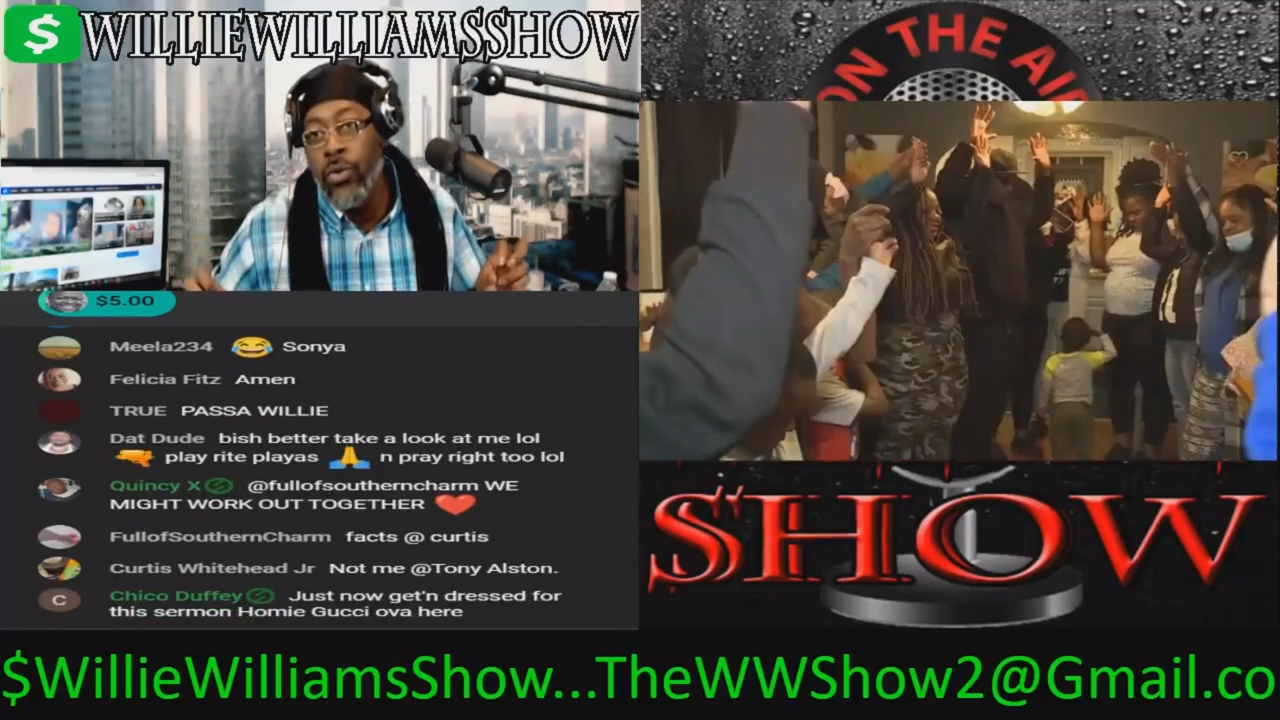 $ WILLIEWILLIAMSSHOW
ON THE AIR
$5.00
Meela234 😂 Sonya
Felicia Fitz Amen
TRUE PASSA WILLIE
Dat Dude bish better take a look at me lol
🔫 play rite playas 🙏 n pray right too lol
Quincy X @fullofsoutherncharm WE
MIGHT WORK OUT TOGETHER ❤️
FullofSouthernCharm facts @ curtis
Curtis Whitehead Jr Not me @Tony Alston.
C Chico Duffey Just now get'n dressed for
this sermon Homie Gucci ova here
SHOW
$WillieWilliamsShow...TheWWShow2@Gmail.co